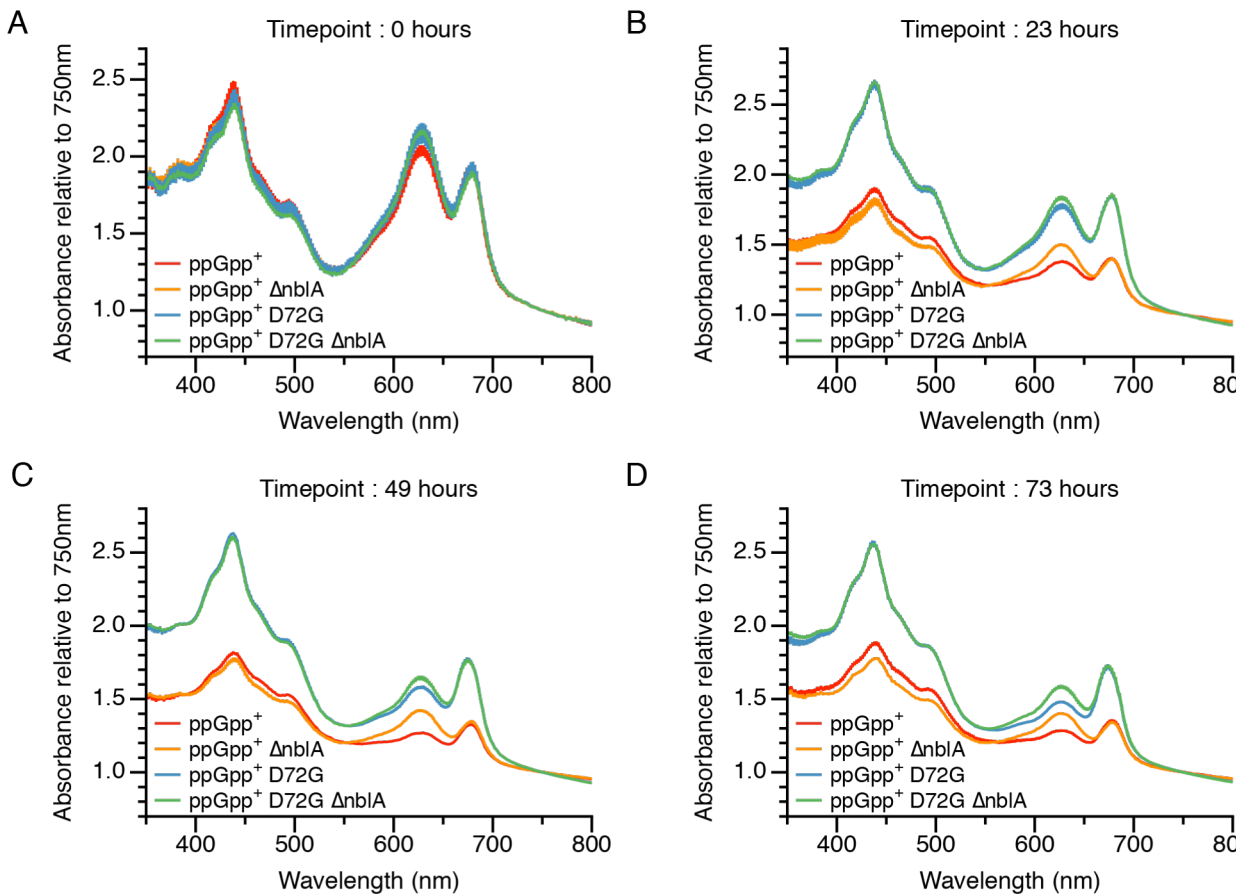 A
Timepoint : 0 hours
Absorbance relative to 750nm
2.5
2.0
1.5
1.0
ppGpp⁺
ppGpp⁺ ΔnblA
ppGpp⁺ D72G
ppGpp⁺ D72G ΔnblA
400 500 600 700 800
Wavelength (nm)
B
Timepoint : 23 hours
Absorbance relative to 750nm
2.5
2.0
1.5
1.0
ppGpp⁺
ppGpp⁺ ΔnblA
ppGpp⁺ D72G
ppGpp⁺ D72G ΔnblA
400 500 600 700
Wavelength (nm)
C
Timepoint : 49 hours
Absorbance relative to 750nm
2.5
2.0
1.5
1.0
ppGpp⁺
ppGpp⁺ ΔnblA
ppGpp⁺ D72G
ppGpp⁺ D72G ΔnblA
400 500 600 700 800
Wavelength (nm)
D
Timepoint : 73 hours
Absorbance relative to 750nm
2.5
2.0
1.5
1.0
ppGpp⁺
ppGpp⁺ ΔnblA
ppGpp⁺ D72G
ppGpp⁺ D72G ΔnblA
400 500 600 700
Wavelength (nm)